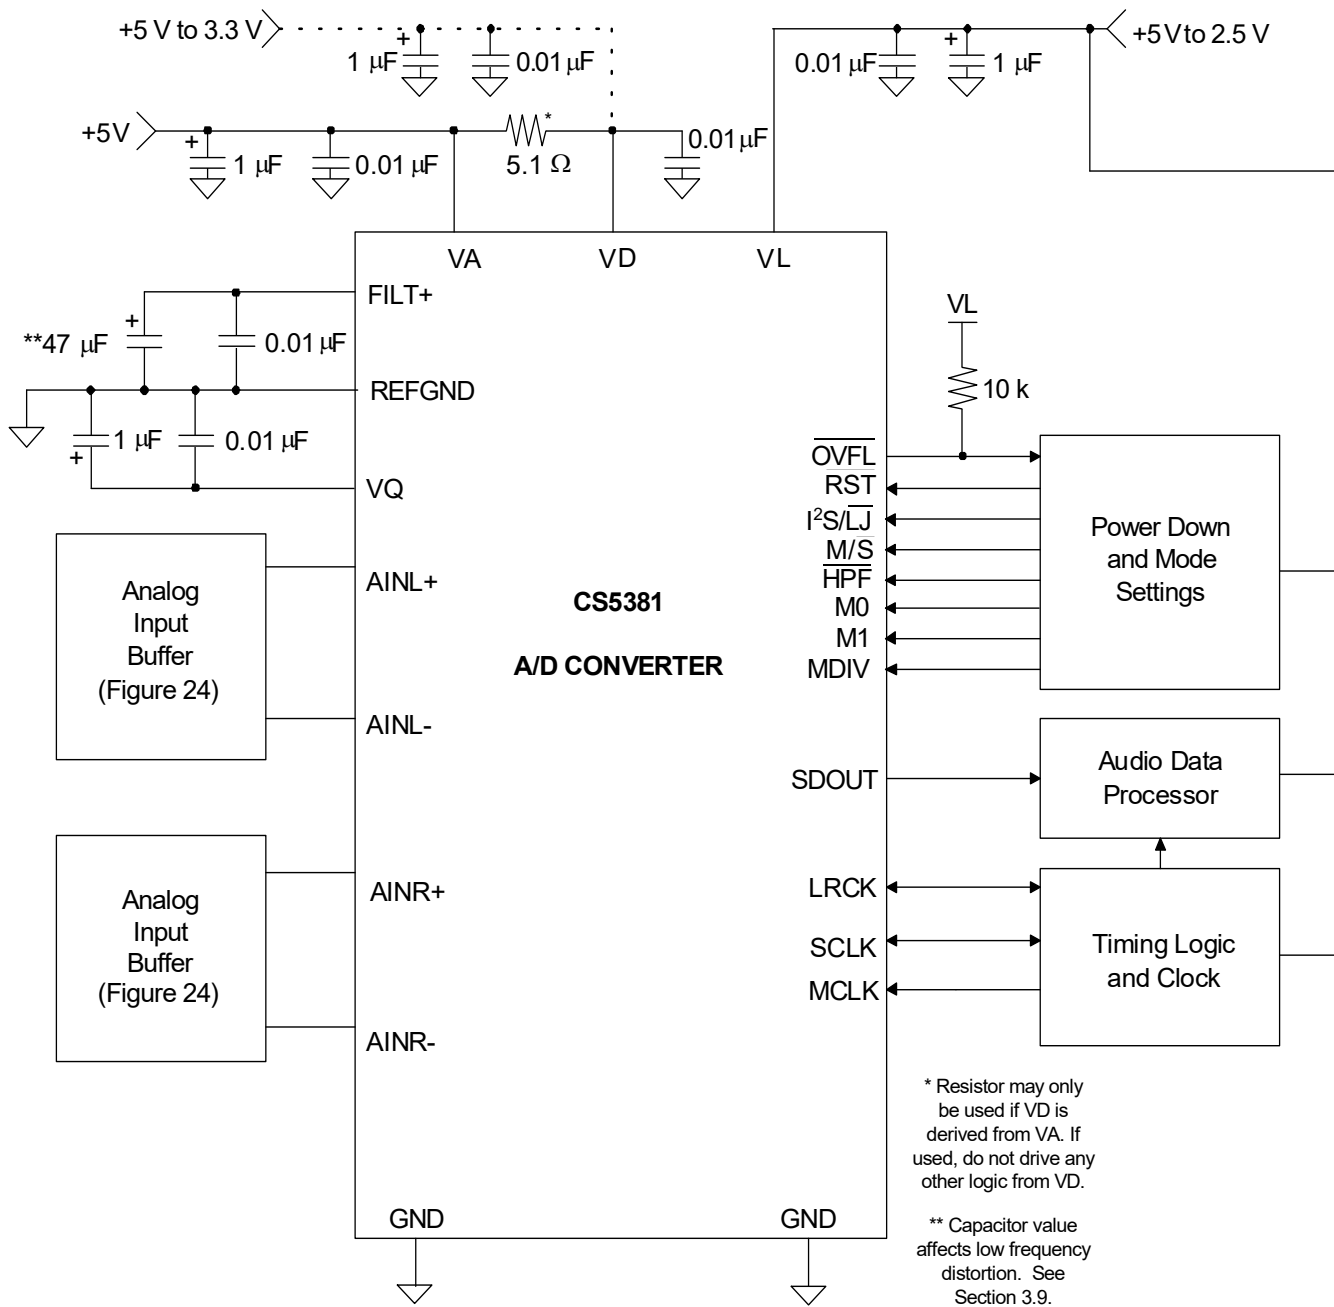 +5 V to 3.3 V
+
1 µF
0.01 µF
0.01 µF
+
1 µF
+5 V to 2.5 V
+5V
+
1 µF
0.01 µF
*
5.1 Ω
0.01 µF
VA
VD
VL
FILT+
+
**47 µF
0.01 µF
REFGND
+
1 µF
0.01 µF
VQ
VL
10 k
OVFL
RST
I²S/LJ
M/S
HPF
M0
M1
MDIV
Power Down
and Mode
Settings
Analog
Input
Buffer
(Figure 24)
AINL+
AINL-
CS5381
A/D CONVERTER
SDOUT
Audio Data
Processor
Analog
Input
Buffer
(Figure 24)
AINR+
AINR-
LRCK
SCLK
MCLK
Timing Logic
and Clock
* Resistor may only
be used if VD is
derived from VA. If
used, do not drive any
other logic from VD.
GND
GND
** Capacitor value
affects low frequency
distortion. See
Section 3.9.